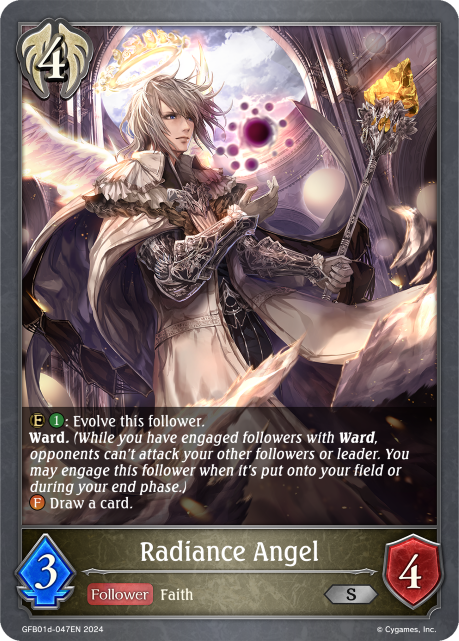 4
E 1: Evolve this follower.
Ward. (While you have engaged followers with Ward,
opponents can't attack your other followers or leader. You
may engage this follower when it's put onto your field or
during your end phase.)
F Draw a card.
Radiance Angel
3
Follower Faith
S
4
GFB01d-047EN 2024
© Cygames, Inc.